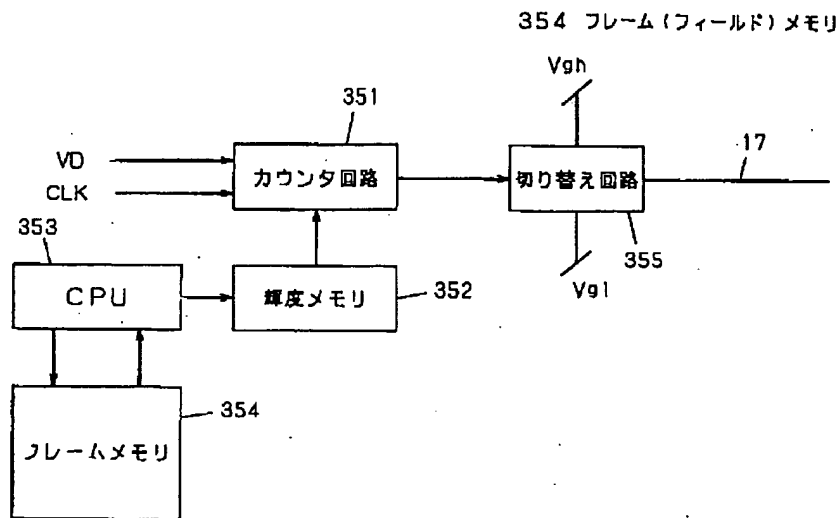 354 フレーム(フィールド)メモリ
Vgh
351
VD
CLK
カウンタ回路
切り替え回路
17
355
353
CPU
輝度メモリ
352
Vgl
354
フレームメモリ